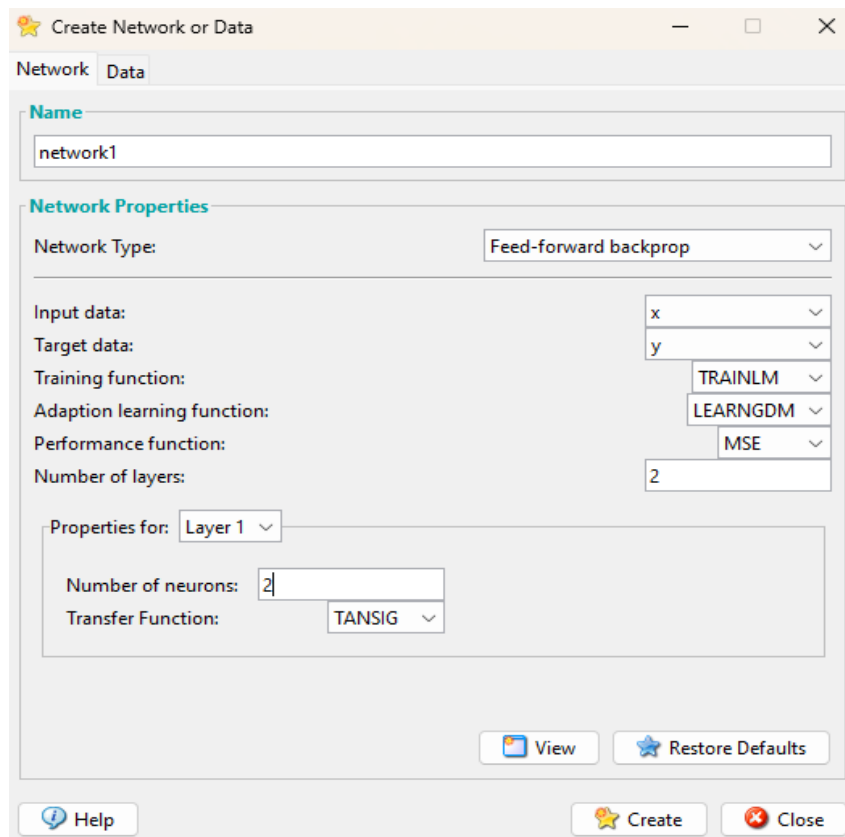 Create Network or Data
Network Data
Name
network1
Network Properties
Network Type: Feed-forward backprop
Input data: x
Target data: y
Training function: TRAINLM
Adaption learning function: LEARNGDM
Performance function: MSE
Number of layers: 2
Properties for: Layer 1
Number of neurons: 2
Transfer Function: TANSIG
View Restore Defaults
Help Create Close